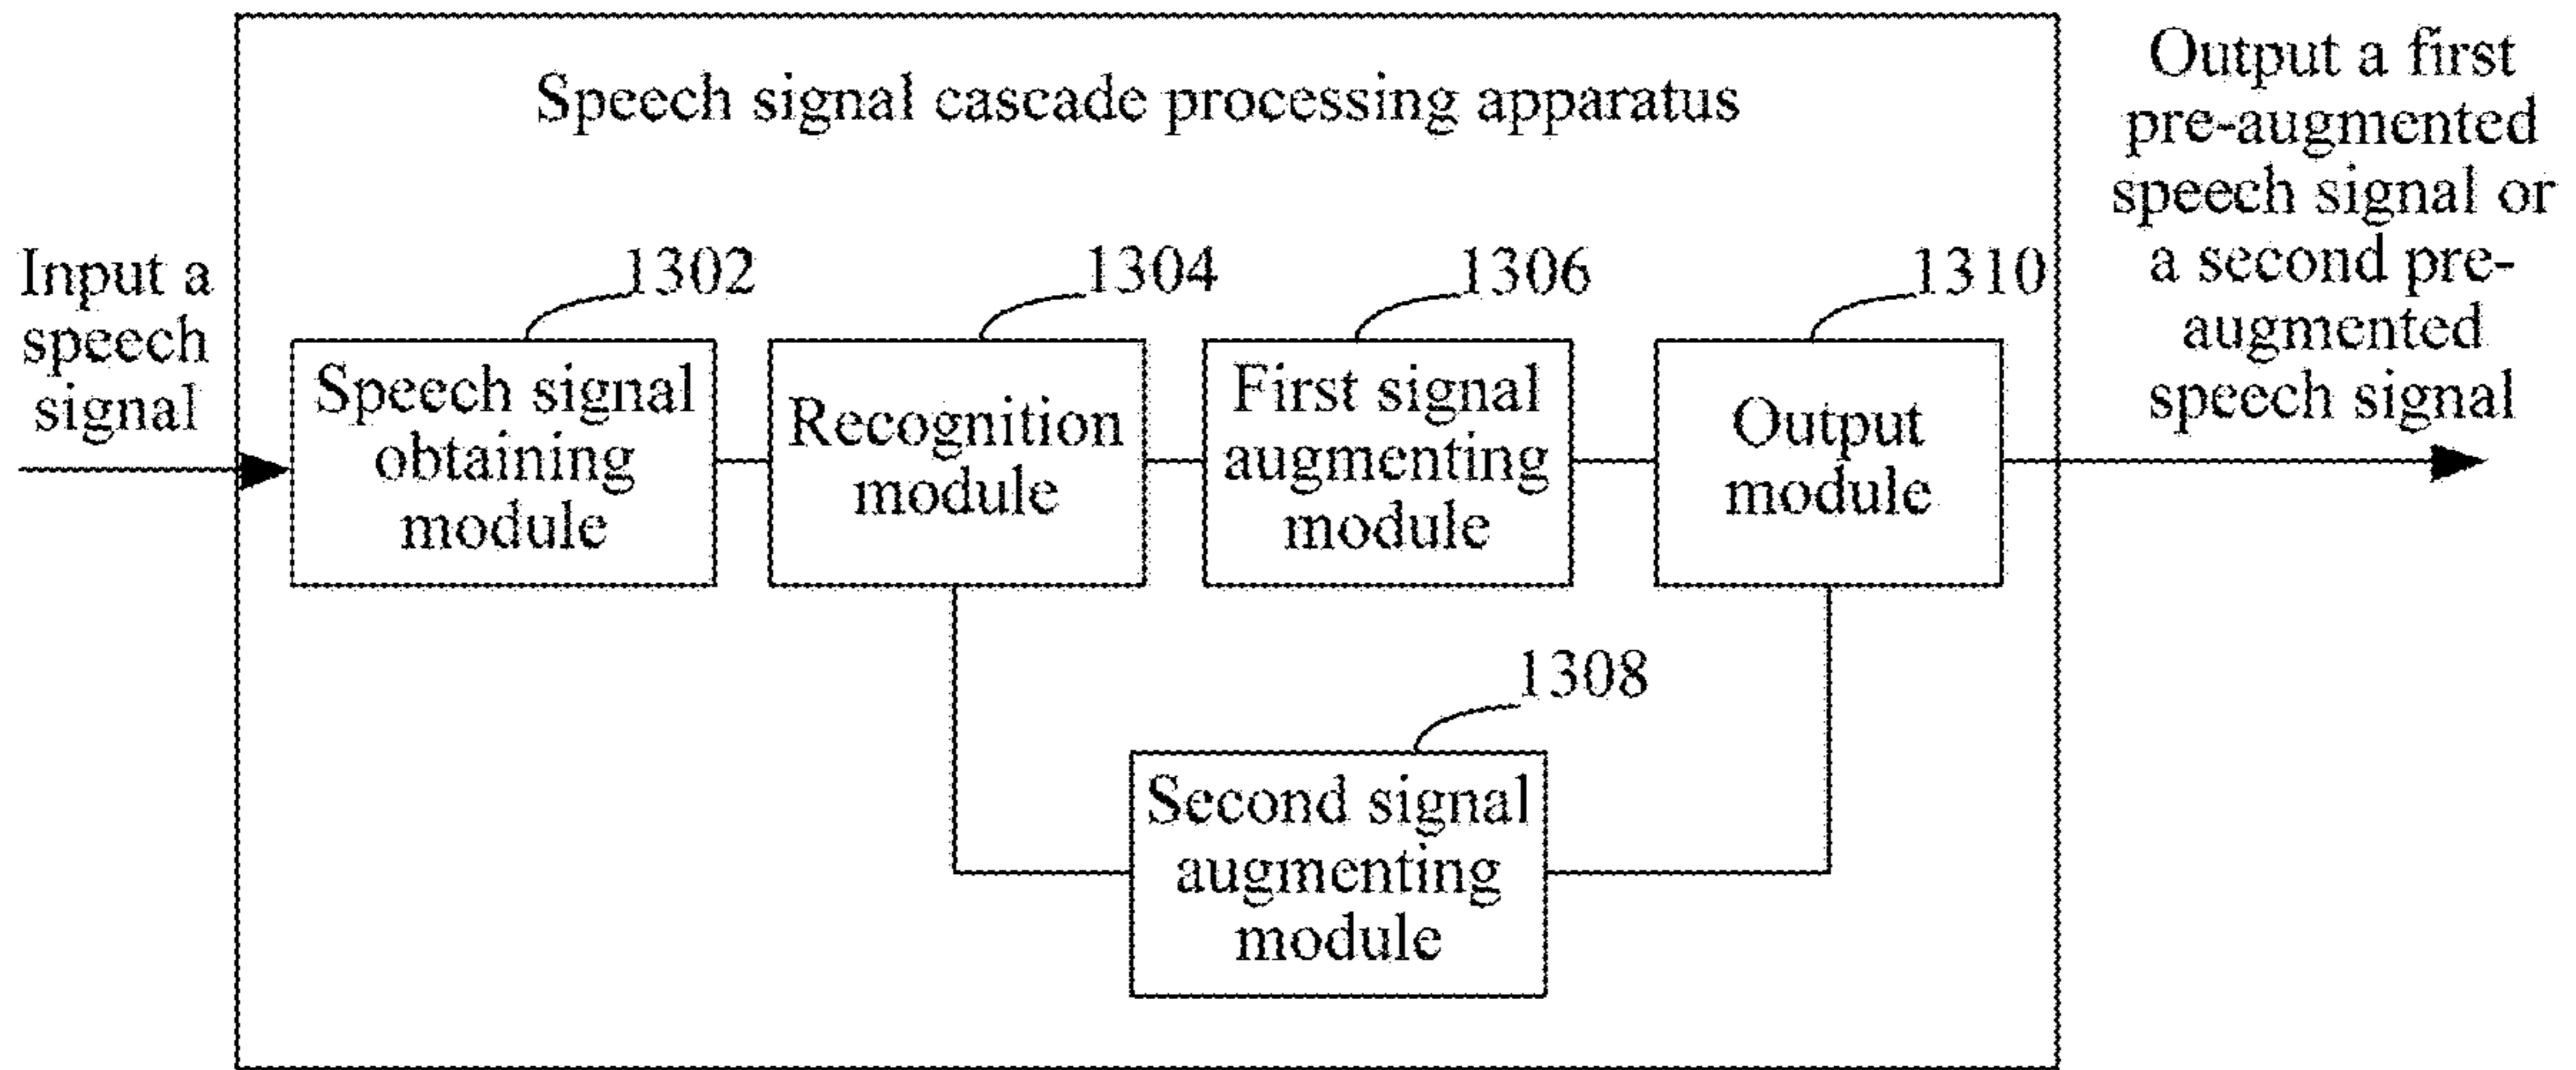 Speech signal cascade processing apparatus
Input a
speech
signal
1302
Speech signal
obtaining
module
1304
Recognition
module
1306
First signal
augmenting
module
1310
Output
module
1308
Second signal
augmenting
module
Output a first
pre-augmented
speech signal or
a second pre-
augmented
speech signal